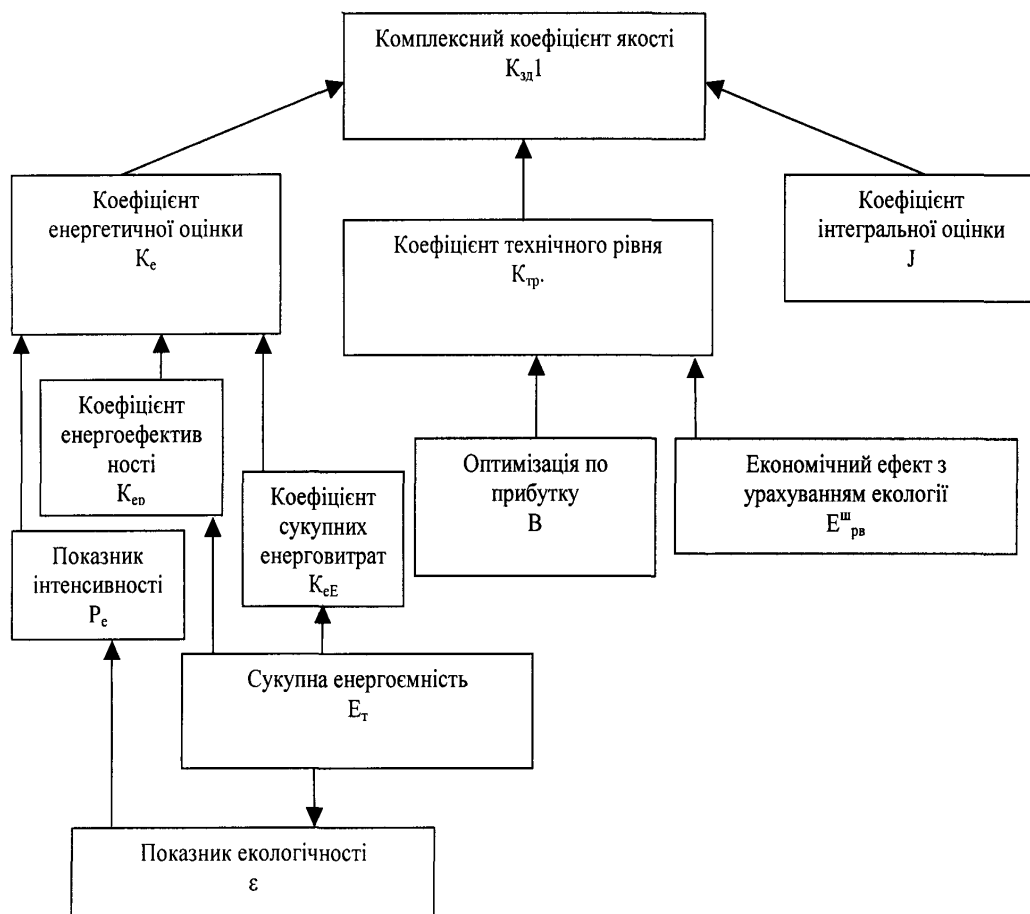 Комплексний коефіцієнт якості
Кзд1
Коефіцієнт
енергетичної оцінки
Ке
Коефіцієнт технічного рівня
Ктр.
Коефіцієнт
інтегральної оцінки
J
Коефіцієнт
енергоефектив
ності
Кер
Коефіцієнт
сукупних
енерговитрат
КеЕ
Оптимізація по
прибутку
В
Економічний ефект з
урахуванням екології
Ешрв
Показник
інтенсивності
Ре
Сукупна енергоємність
Ет
Показник екологічності
ε